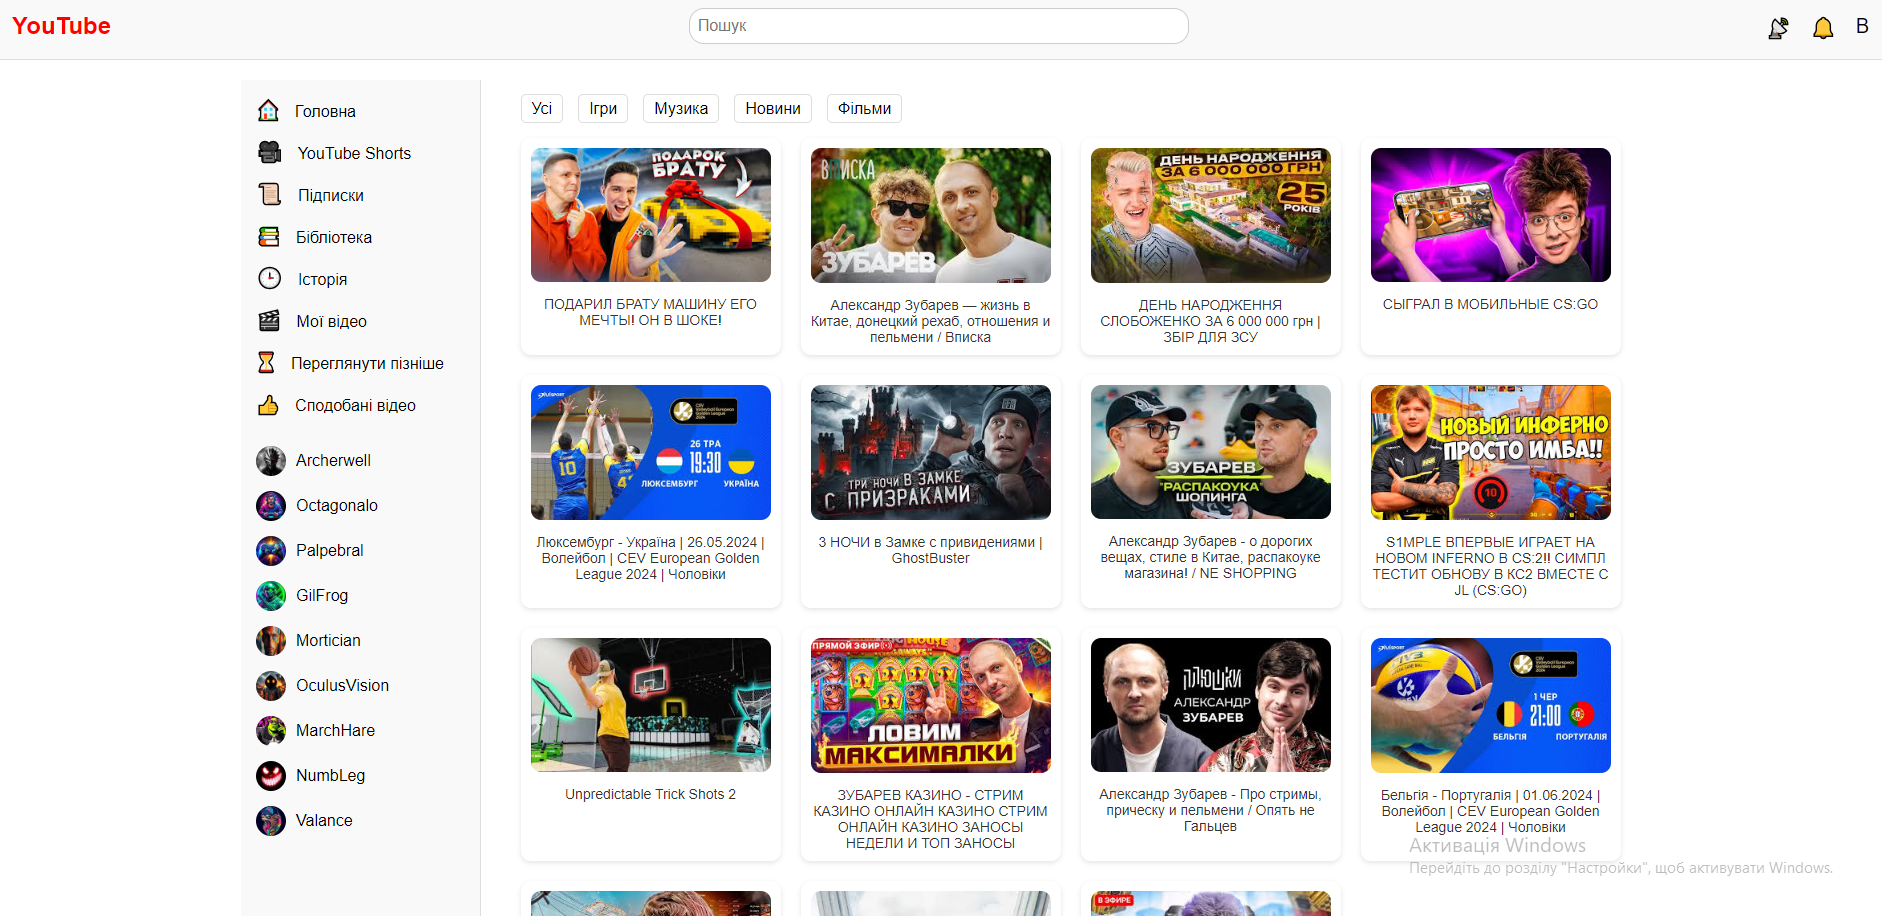 YouTube
Пошук
В
Головна
YouTube Shorts
Підписки
Бібліотека
Історія
Мої відео
Переглянути пізніше
Сподобані відео
Archerwell
Octagonalo
Palpebral
GilFrog
Mortician
OculusVision
MarchHare
NumbLeg
Valance
Усі
Ігри
Музика
Новини
Фільми
ПОДАРОК
БРАТУ
ПОДАРИЛ БРАТУ МАШИНУ ЕГО
МЕЧТЫ! ОН В ШОКЕ!
ВПИСКА
ЗУБАРЕВ
Александр Зубарев — жизнь в
Китае, донецкий рехаб, отношения и
пельмени / Вписка
ДЕНЬ НАРОДЖЕННЯ
ЗА 6 000 000 ГРН
25
РОКІВ
ДЕНЬ НАРОДЖЕННЯ
СЛОБОЖЕНКО ЗА 6 000 000 грн |
ЗБІР ДЛЯ ЗСУ
СЫГРАЛ В МОБИЛЬНЫЕ CS:GO
26 ТРА
19:30
ЛЮКСЕМБУРГ
УКРАЇНА
10
Люксембург - Україна | 26.05.2024 |
Волейбол | CEV European Golden
League 2024 | Чоловіки
ТРИ НОЧИ В ЗАМКЕ
С ПРИЗРАКАМИ
3 НОЧИ в Замке с привидениями |
GhostBuster
ЗУБАРЕВ
"РАСПАКОУКА"
ШОПИНГА
Александр Зубарев - о дорогих
вещах, стиле в Китае, распакоуке
магазина! / NE SHOPPING
НОВЫЙ ИНФЕРНО
ПРОСТО ИМБА!!
10
S1MPLE ВПЕРВЫЕ ИГРАЕТ НА
НОВОМ INFERNO В CS:2!! СИМПЛ
ТЕСТИТ ОБНОВУ В КС2 ВМЕСТЕ С
JL (CS:GO)
Unpredictable Trick Shots 2
ПРЯМОЙ ЭФИР
ЛОВИМ
МАКСИМАЛКИ
ЗУБАРЕВ КАЗИНО - СТРИМ
КАЗИНО ОНЛАЙН КАЗИНО СТРИМ
ОНЛАЙН КАЗИНО ЗАНОСЫ
НЕДЕЛИ И ТОП ЗАНОСЫ
ПЛЮШКИ
АЛЕКСАНДР
ЗУБАРЕВ
Александр Зубарев - Про стримы,
прическу и пельмени / Опять не
Гальцев
1 ЧЕР
21:00
БЕЛЬГІЯ
ПОРТУГАЛІЯ
Бельгія - Португалія | 01.06.2024 |
Волейбол | CEV European Golden
League 2024 | Чоловіки
В ЭФИРЕ
Активація Windows
Перейдіть до розділу "Настройки", щоб активувати Windows.